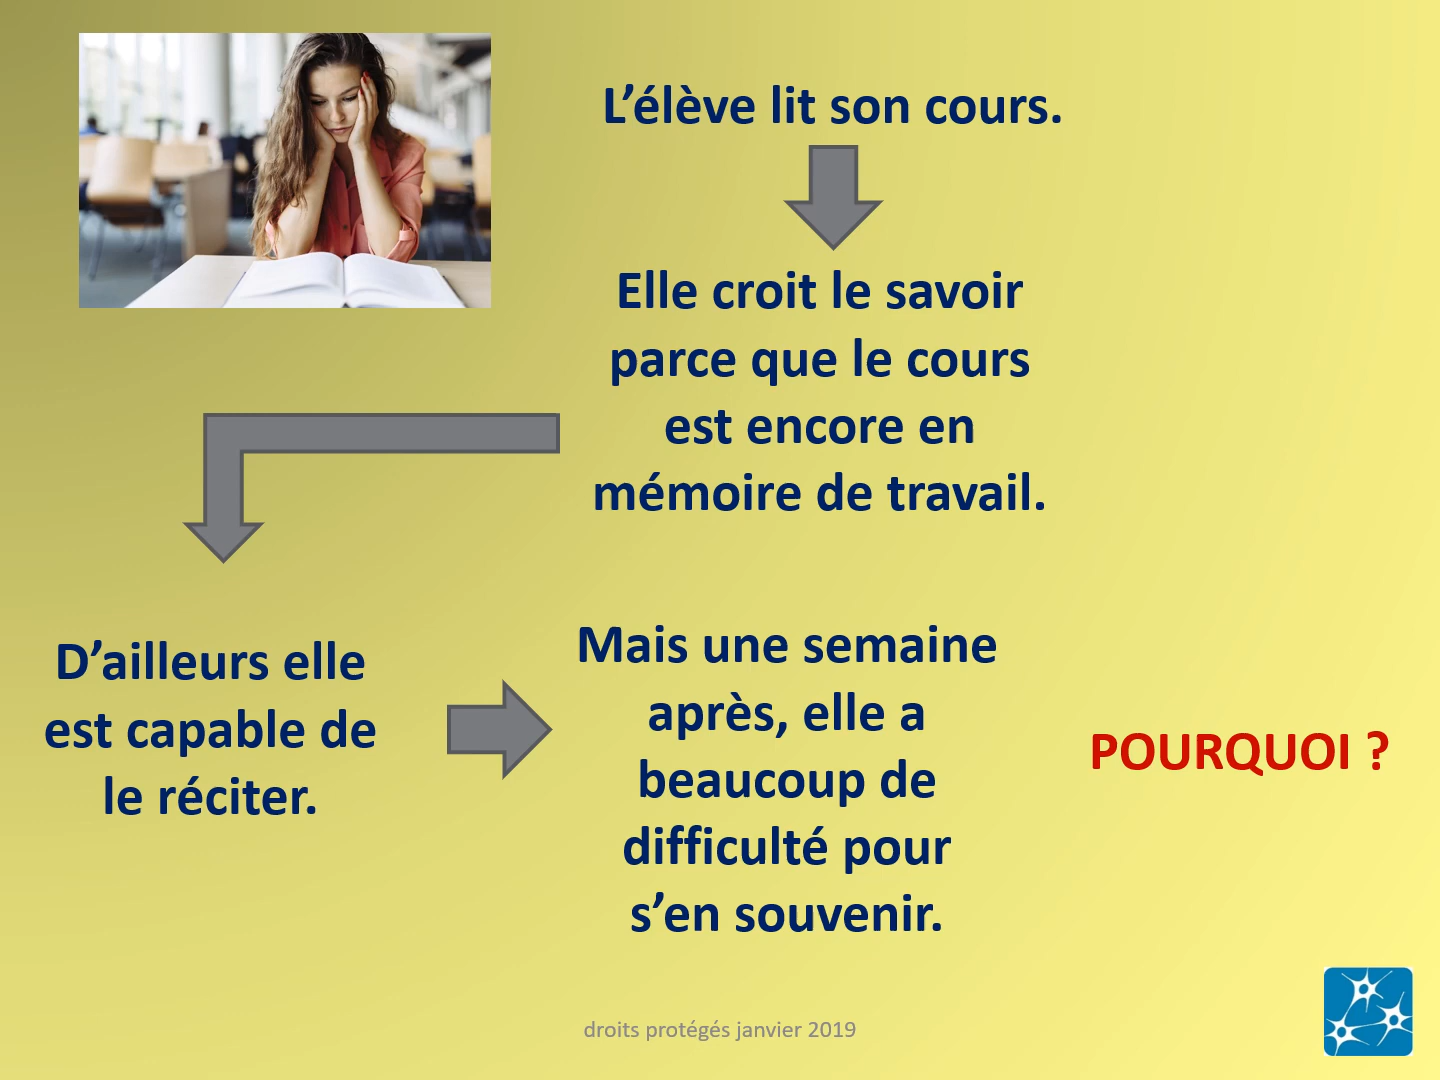 L’élève lit son cours.
Elle croit le savoir
parce que le cours
est encore en
mémoire de travail.
D’ailleurs elle
est capable de
le réciter.
Mais une semaine
après, elle a
beaucoup de
difficulté pour
s’en souvenir.
POURQUOI ?
droits protégés janvier 2019